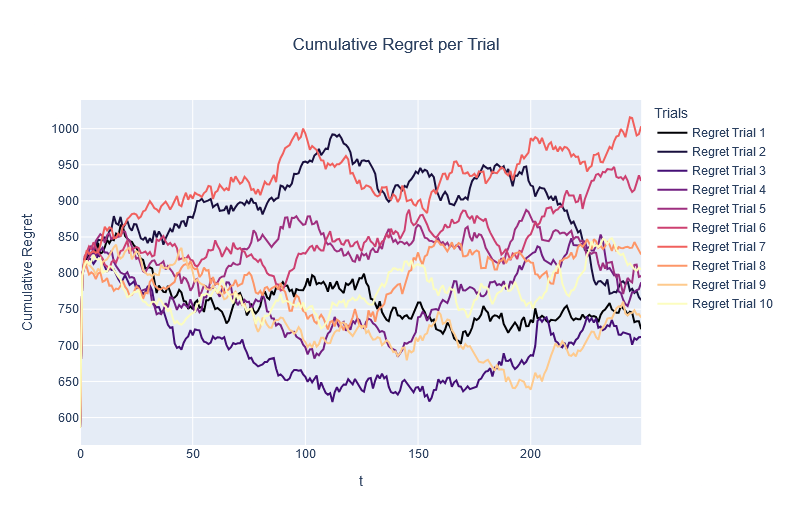 Cumulative Regret per Trial
Cumulative Regret
1000
950
900
850
800
750
700
650
600
0
50
100
150
200
t
Trials
Regret Trial 1
Regret Trial 2
Regret Trial 3
Regret Trial 4
Regret Trial 5
Regret Trial 6
Regret Trial 7
Regret Trial 8
Regret Trial 9
Regret Trial 10